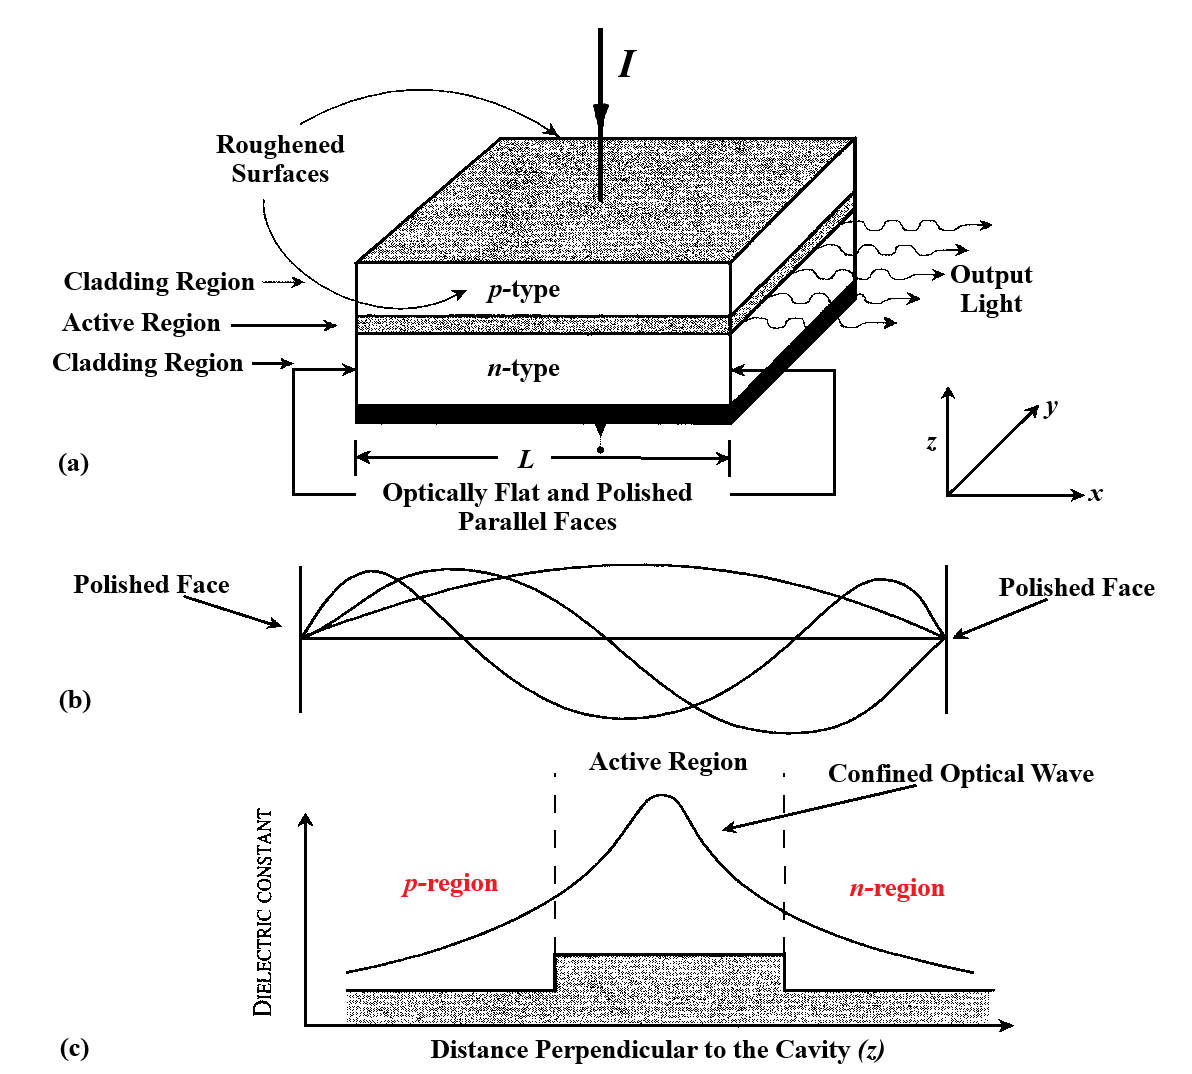 I
Roughened
Surfaces
Cladding Region
p-type
Active Region
Cladding Region
n-type
Output
Light
z
y
x
(a)
L
Optically Flat and Polished
Parallel Faces
Polished Face
Polished Face
(b)
Active Region
Confined Optical Wave
DIELECTRIC CONSTANT
p-region
n-region
(c)
Distance Perpendicular to the Cavity (z)